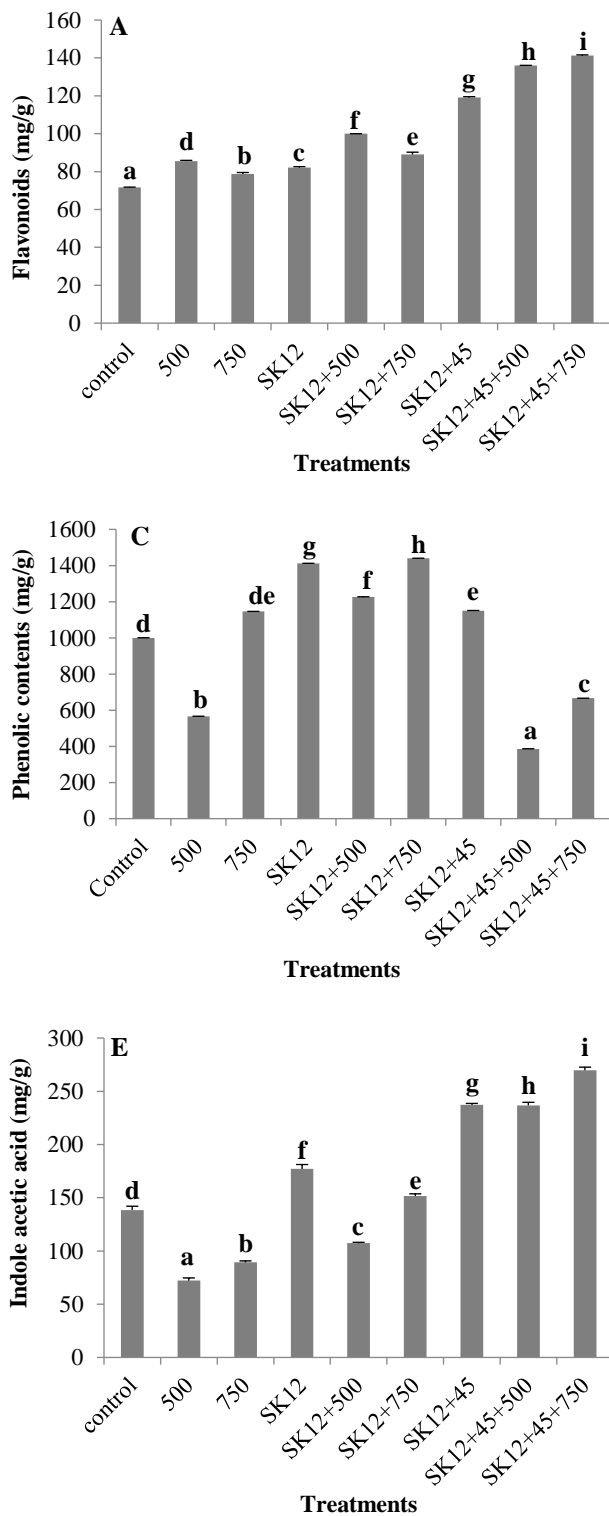 A
Flavonoids (mg/g)
160
140
120
100
80
60
40
20
0
a
d
b
c
f
e
g
h
i
control
500
750
SK12
SK12+500
SK12+750
SK12+45
SK12+45+500
SK12+45+750
Treatments
C
Phenolic contents (mg/g)
1600
1400
1200
1000
800
600
400
200
0
d
b
de
g
f
h
e
a
c
Control
500
750
SK12
SK12+500
SK12+750
SK12+45
SK12+45+500
SK12+45+750
Treatments
E
Indole acetic acid (mg/g)
300
250
200
150
100
50
0
d
a
b
f
c
e
g
h
i
control
500
750
SK12
SK12+500
SK12+750
SK12+45
SK12+45+500
SK12+45+750
Treatments